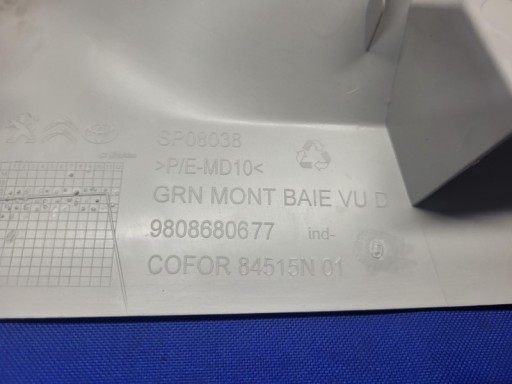 SP08038
>P/E-MD10<
GRN MONT BAIE VU D
9808680677 ind-
COFOR 84515N 01